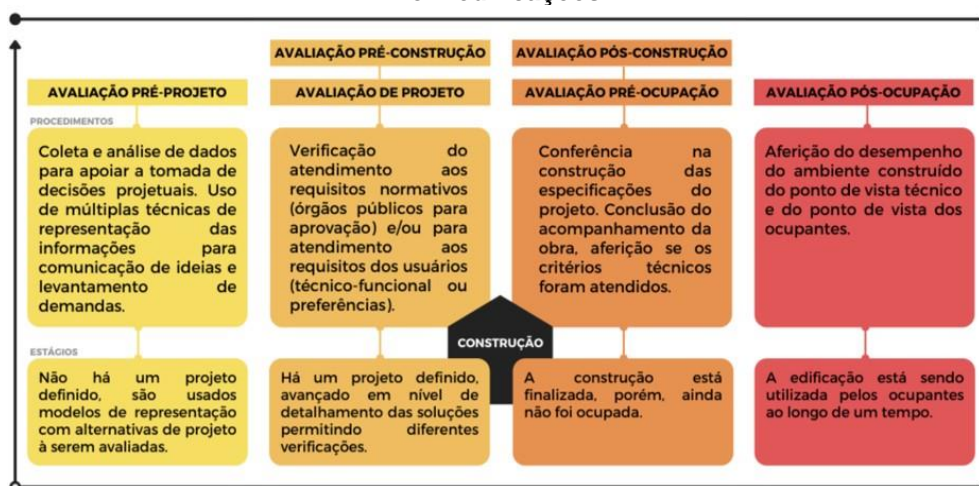 AVALIAÇÃO PRÉ-CONSTRUÇÃO
AVALIAÇÃO PÓS-CONSTRUÇÃO
AVALIAÇÃO PRÉ-PROJETO
AVALIAÇÃO DE PROJETO
AVALIAÇÃO PRÉ-OCUPAÇÃO
AVALIAÇÃO PÓS-OCUPAÇÃO
PROCEDIMENTOS
Coleta e análise de dados
para apoiar a tomada de
decisões projetuais. Uso
de múltiplas técnicas de
representação das
informações para
comunicação de ideias e
levantamento de
demandas.
Verificação do
atendimento aos
requisitos normativos
(órgãos públicos para
aprovação) e/ou para
atendimento aos
requisitos dos usuários
(técnico-funcional ou
preferências).
Conferência na
construção das
especificações do
projeto. Conclusão do
acompanhamento da
obra, aferição se os
critérios técnicos
foram atendidos.
Aferição do desempenho
do ambiente construído
do ponto de vista técnico
e do ponto de vista dos
ocupantes.
CONSTRUÇÃO
ESTÁGIOS
Não há um projeto
definido, são usados
modelos de representação
com alternativas de projeto
à serem avaliadas.
Há um projeto definido,
avançado em nível de
detalhamento das soluções
permitindo diferentes
verificações.
A construção está
finalizada, porém, ainda
não foi ocupada.
A edificação está sendo
utilizada pelos ocupantes
ao longo de um tempo.